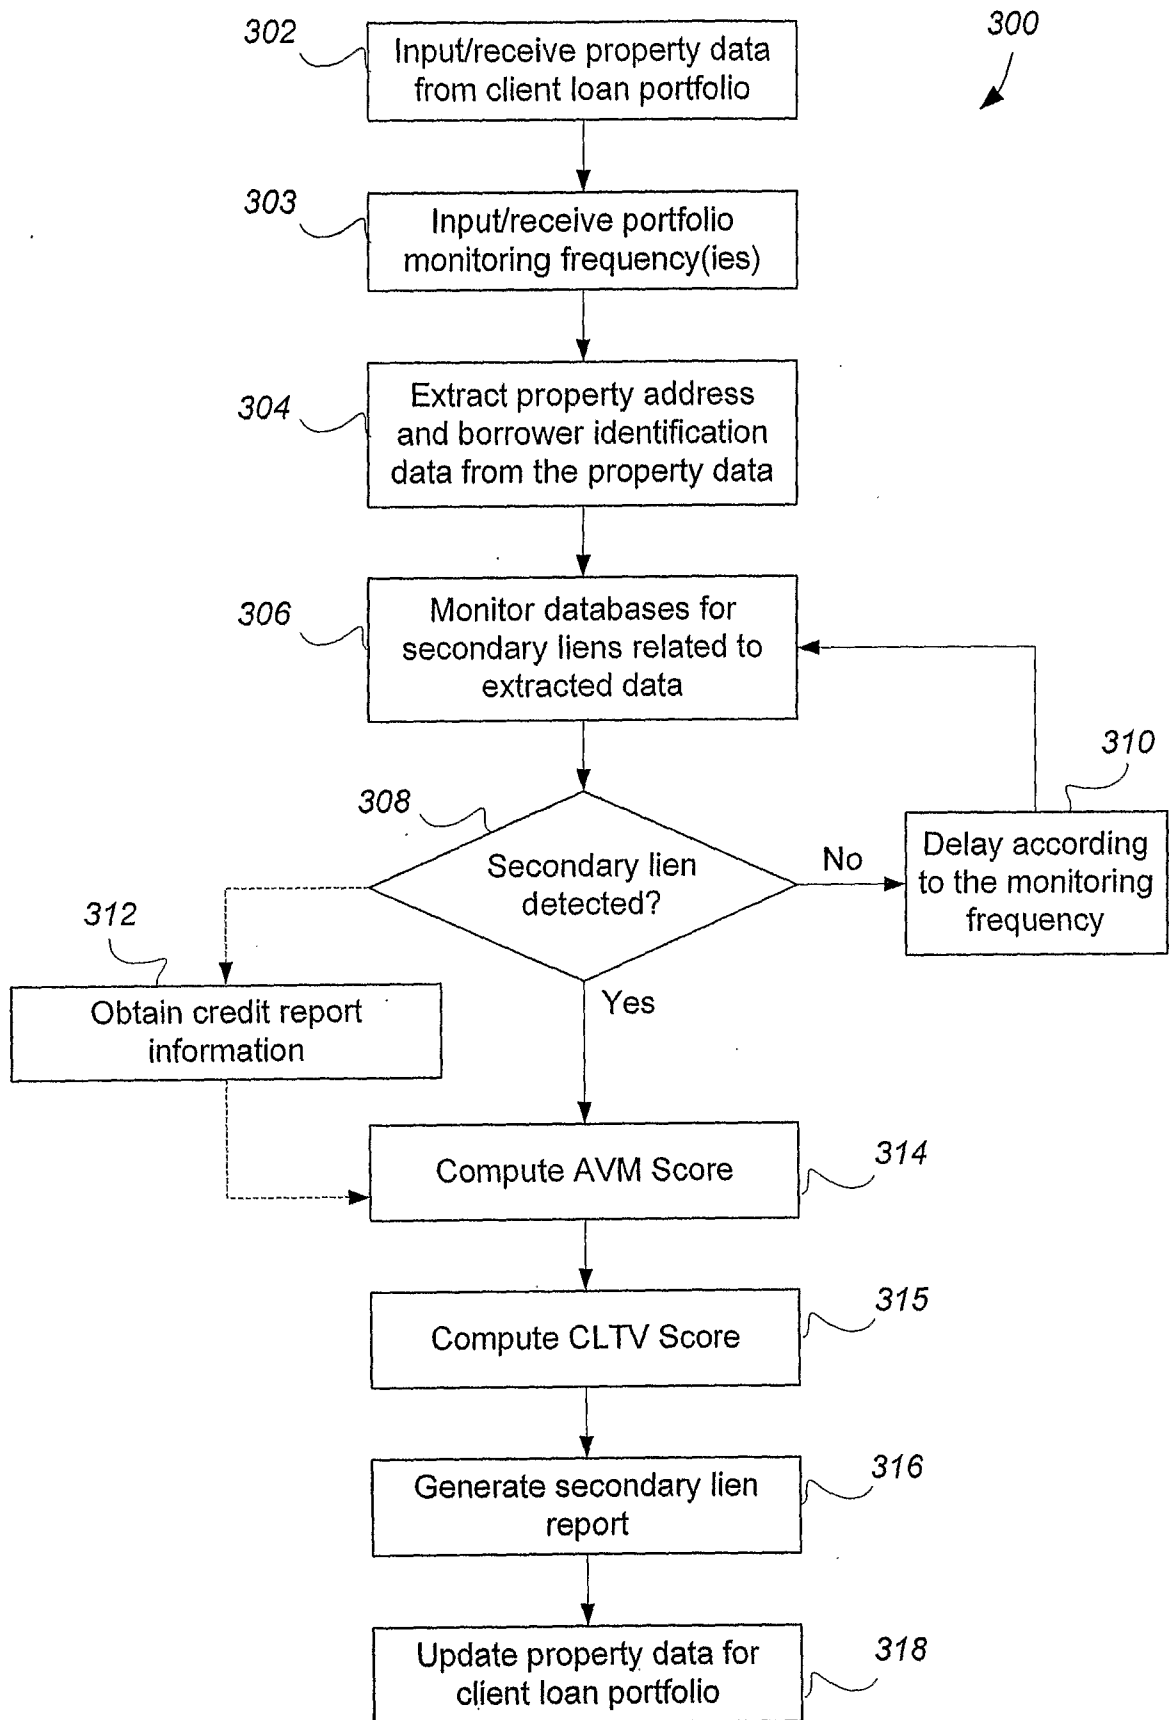 302
Input/receive property data
from client loan portfolio
300
303
Input/receive portfolio
monitoring frequency(ies)
304
Extract property address
and borrower identification
data from the property data
306
Monitor databases for
secondary liens related to
extracted data
308
Secondary lien
detected?
No
310
Delay according
to the monitoring
frequency
312
Obtain credit report
information
Yes
Compute AVM Score
314
Compute CLTV Score
315
Generate secondary lien
report
316
Update property data for
client loan portfolio
318